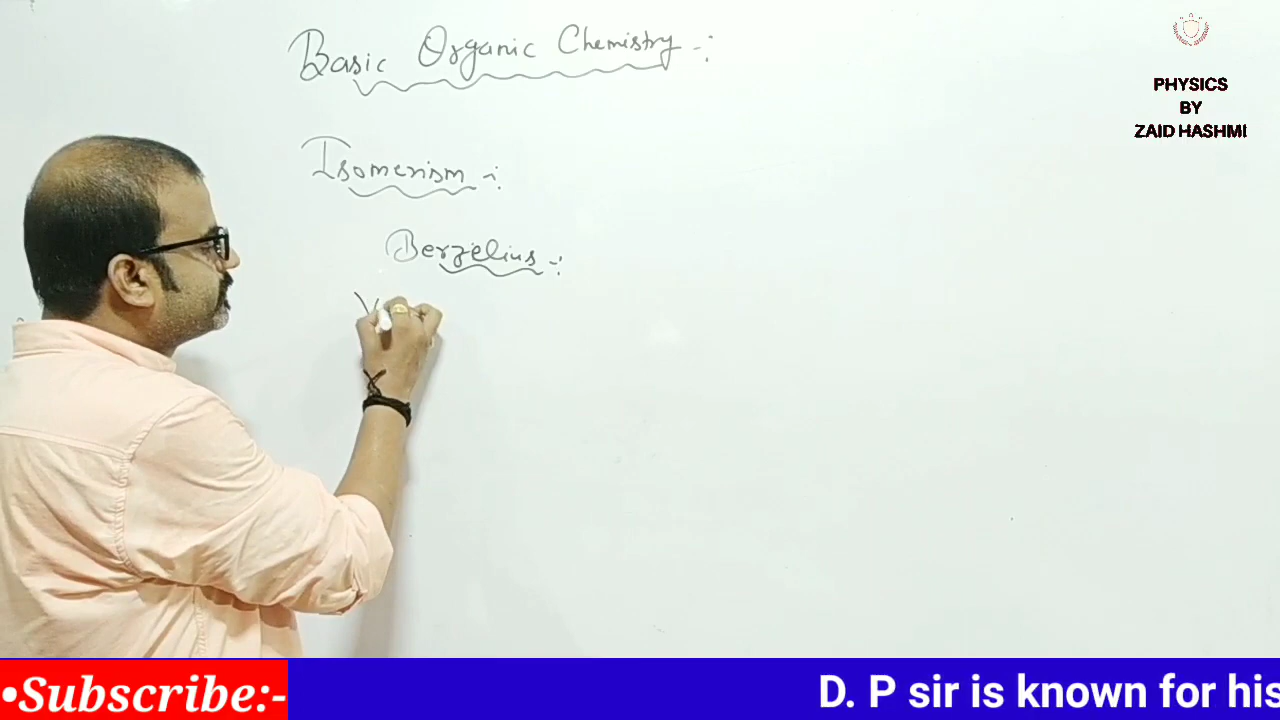 Basic Organic Chemistry -:
Isomerism -:
Berzelius -:
PHYSICS
BY
ZAID HASHMI
•Subscribe:-
D. P sir is known for his